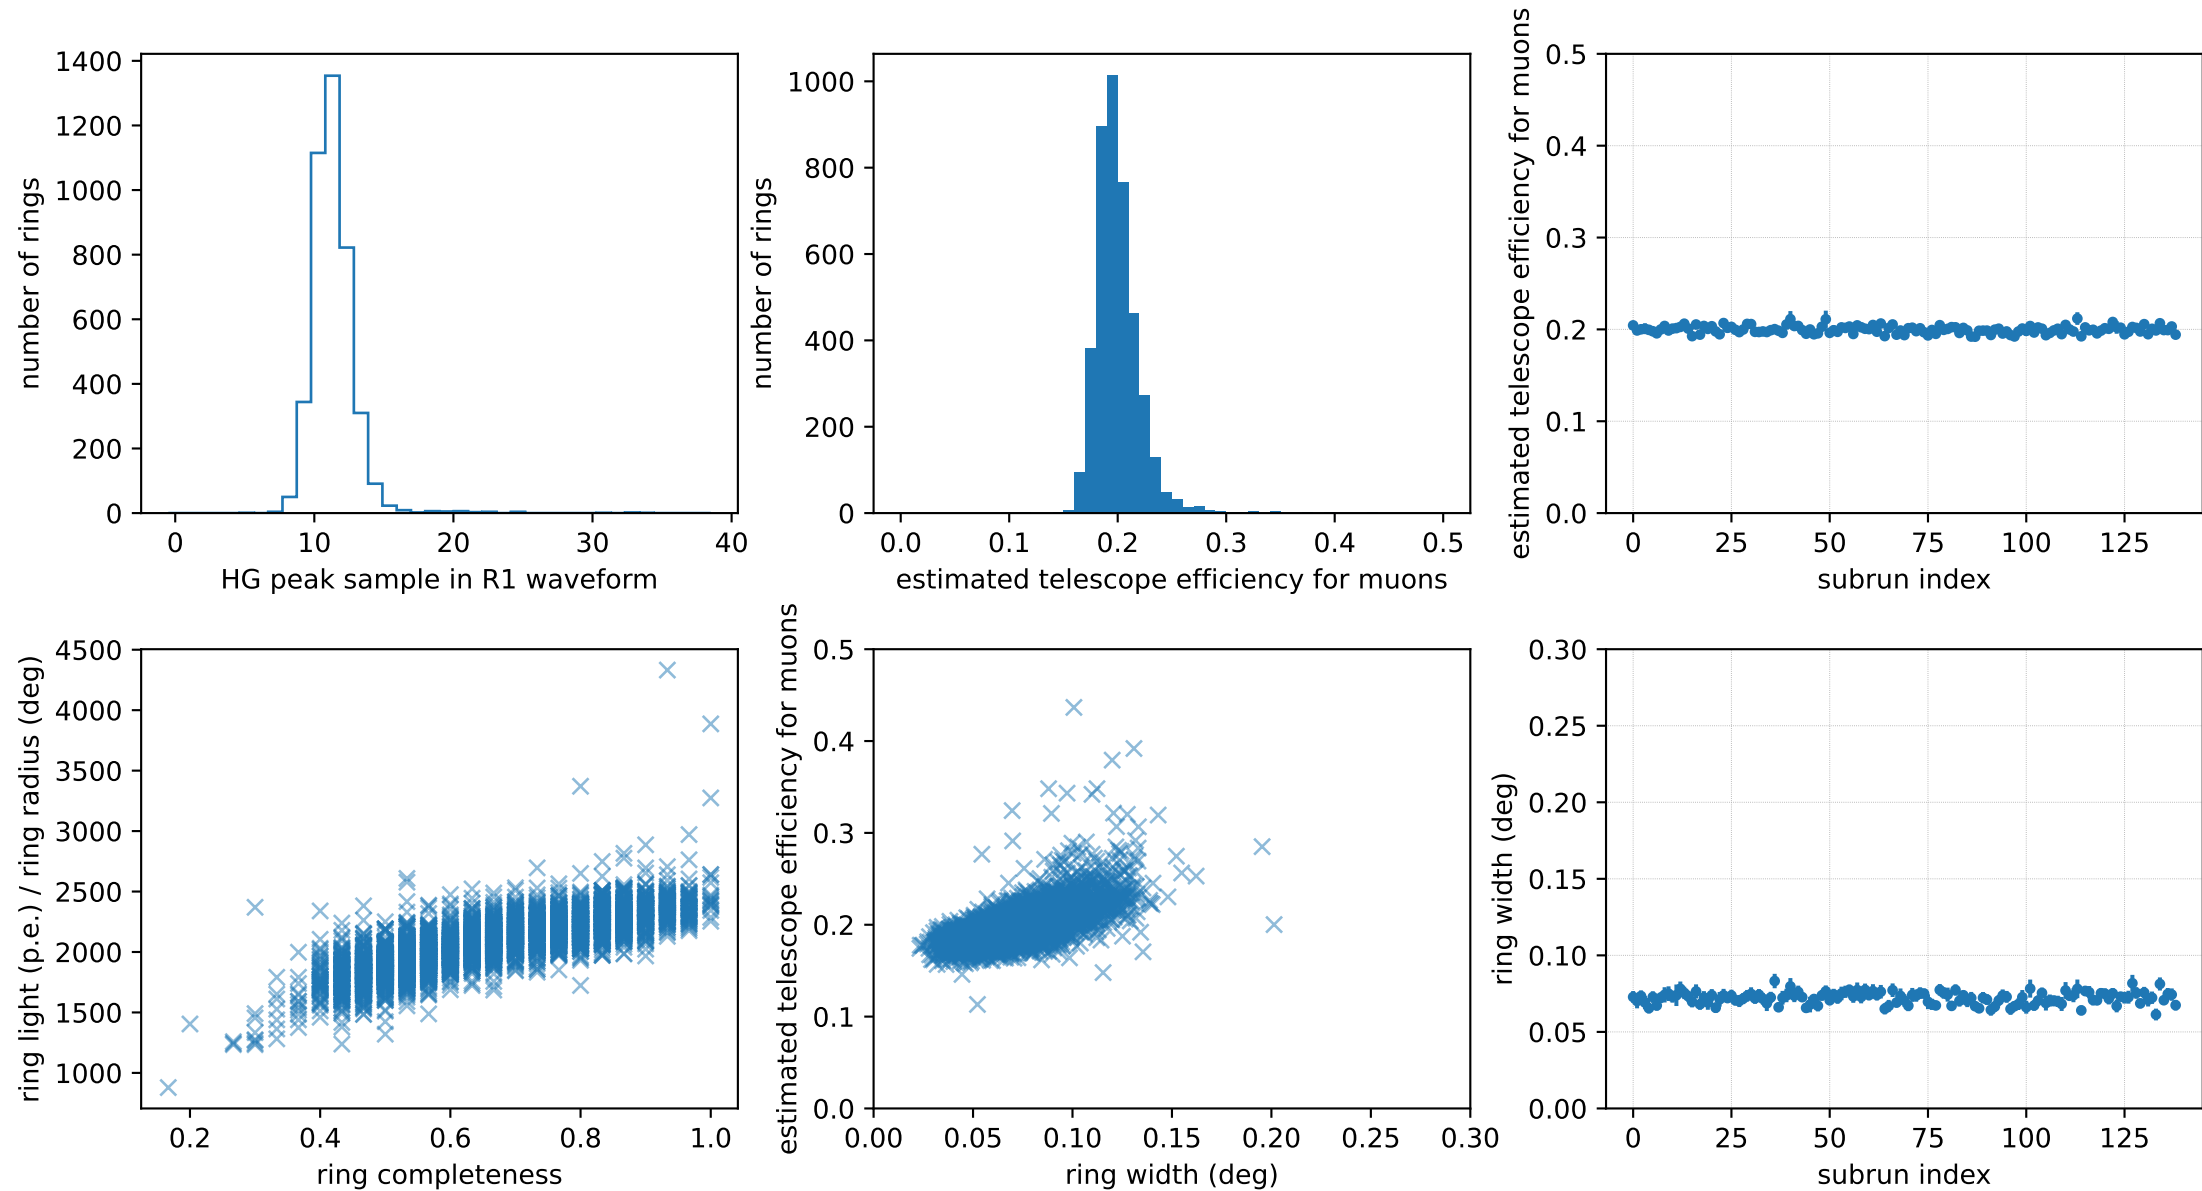 1400
1200
1000
800
600
400
200
0
number of rings
0 10 20 30 40
HG peak sample in R1 waveform
1000
800
600
400
200
0
number of rings
0.0 0.1 0.2 0.3 0.4 0.5
estimated telescope efficiency for muons
0.5
0.4
0.3
0.2
0.1
0.0
estimated telescope efficiency for muons
0 25 50 75 100 125
subrun index
4500
4000
3500
3000
2500
2000
1500
1000
ring light (p.e.) / ring radius (deg)
0.2 0.4 0.6 0.8 1.0
ring completeness
0.5
0.4
0.3
0.2
0.1
0.0
estimated telescope efficiency for muons
0.00 0.05 0.10 0.15 0.20 0.25 0.30
ring width (deg)
0.30
0.25
0.20
0.15
0.10
0.05
0.00
ring width (deg)
0 25 50 75 100 125
subrun index